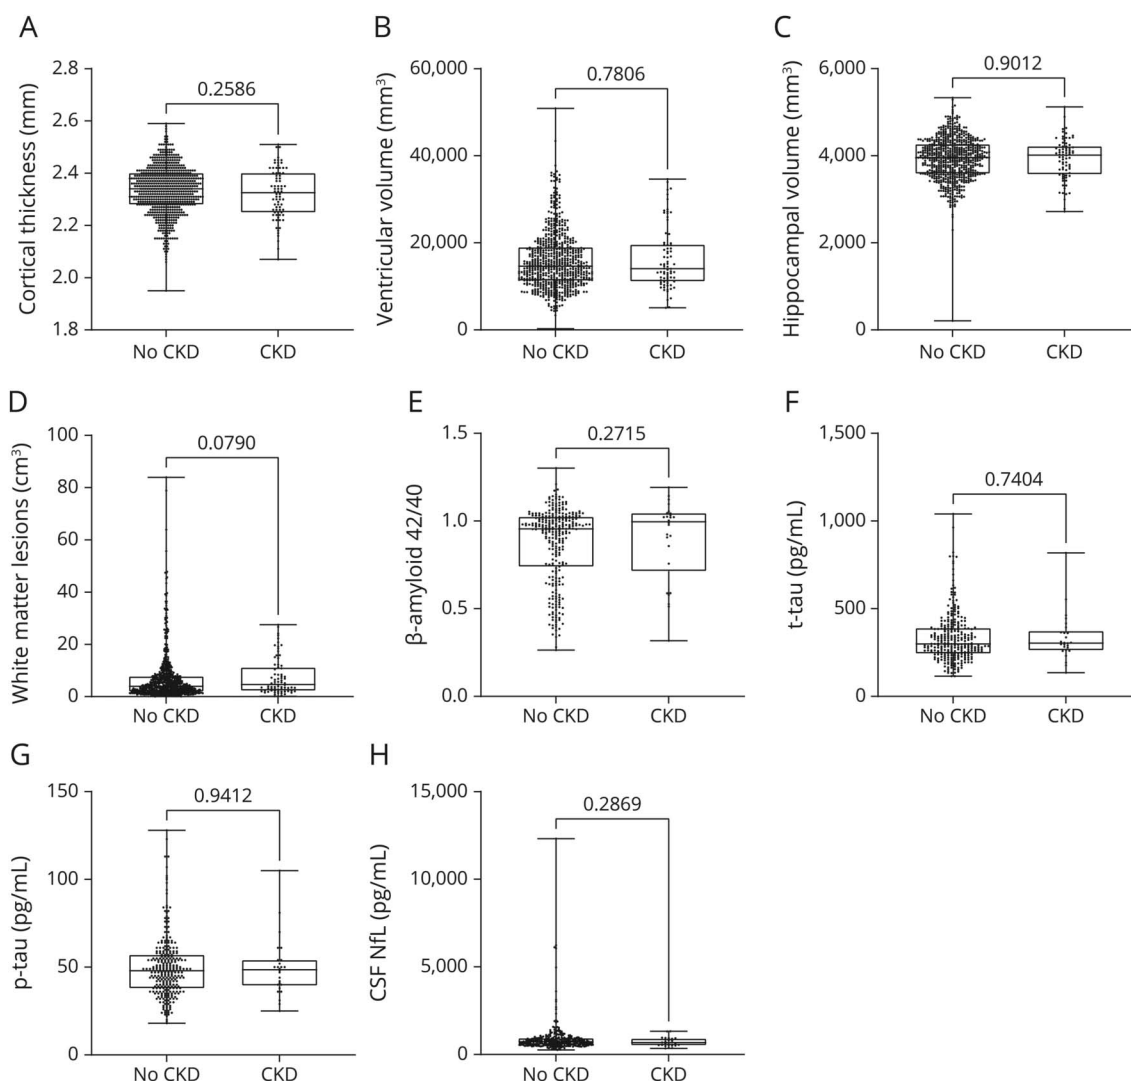 A
Cortical thickness (mm)
2.8
2.6
2.4
2.2
2.0
1.8
0.2586
No CKD
CKD
B
Ventricular volume (mm³)
60,000
40,000
20,000
0
0.7806
No CKD
CKD
C
Hippocampal volume (mm³)
6,000
4,000
2,000
0
0.9012
No CKD
CKD
D
White matter lesions (cm³)
100
80
60
40
20
0
0.0790
No CKD
CKD
E
β-amyloid 42/40
1.5
1.0
0.5
0.0
0.2715
No CKD
CKD
F
t-tau (pg/mL)
1,500
1,000
500
0
0.7404
No CKD
CKD
G
p-tau (pg/mL)
150
100
50
0
0.9412
No CKD
CKD
H
CSF NfL (pg/mL)
15,000
10,000
5,000
0
0.2869
No CKD
CKD